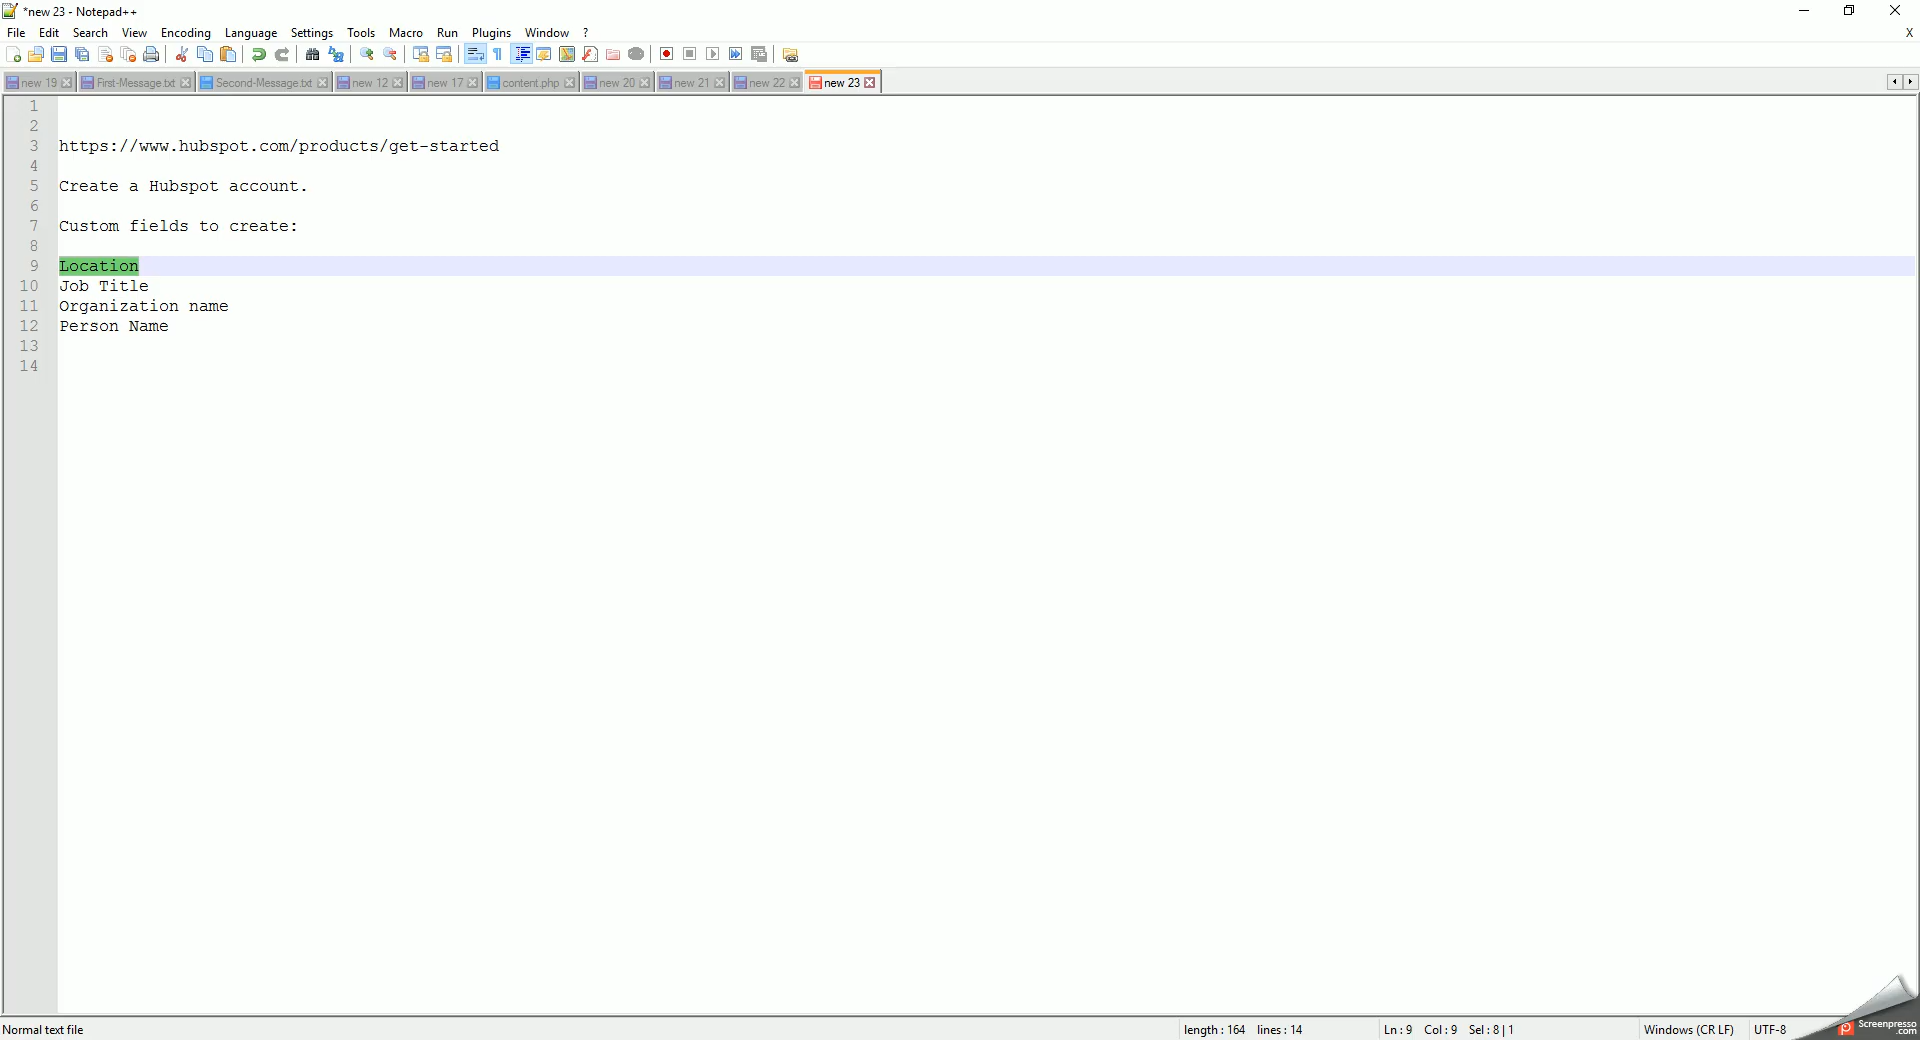 *new 23 - Notepad++
File Edit Search View Encoding Language Settings Tools Macro Run Plugins Window ? X
new 19 First-Message.txt Second-Message.txt new 12 new 17 content.php new 20 new 21 new 22 new 23
1
2
3 https://www.hubspot.com/products/get-started
4
5 Create a Hubspot account.
6
7 Custom fields to create:
8
9 Location
10 Job Title
11 Organization name
12 Person Name
13
14
Normal text file length : 164 lines : 14 Ln : 9 Col : 9 Sel : 8 | 1 Windows (CR LF) UTF-8
Screenpresso
.com